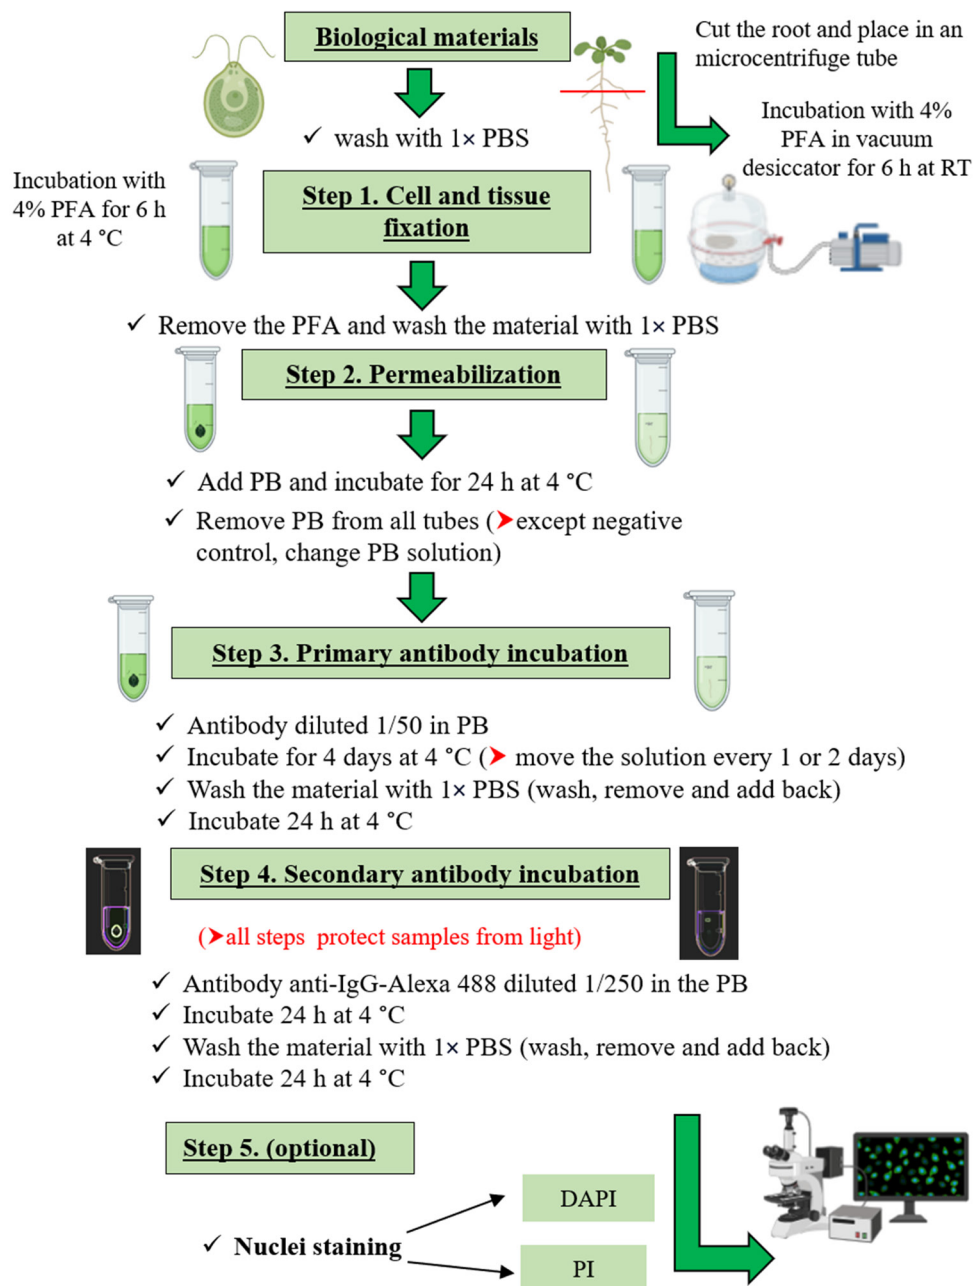 Biological materials
Cut the root and place in an
microcentrifuge tube
✓ wash with 1× PBS
Incubation with 4%
PFA in vacuum
desiccator for 6 h at RT
Incubation with
4% PFA for 6 h
at 4 °C
Step 1. Cell and tissue
fixation
✓ Remove the PFA and wash the material with 1× PBS
Step 2. Permeabilization
✓ Add PB and incubate for 24 h at 4 °C
✓ Remove PB from all tubes (➤except negative
control, change PB solution)
Step 3. Primary antibody incubation
✓ Antibody diluted 1/50 in PB
✓ Incubate for 4 days at 4 °C (➤ move the solution every 1 or 2 days)
✓ Wash the material with 1× PBS (wash, remove and add back)
✓ Incubate 24 h at 4 °C
Step 4. Secondary antibody incubation
(➤all steps protect samples from light)
✓ Antibody anti-IgG-Alexa 488 diluted 1/250 in the PB
✓ Incubate 24 h at 4 °C
✓ Wash the material with 1× PBS (wash, remove and add back)
✓ Incubate 24 h at 4 °C
Step 5. (optional)
DAPI
✓ Nuclei staining
PI